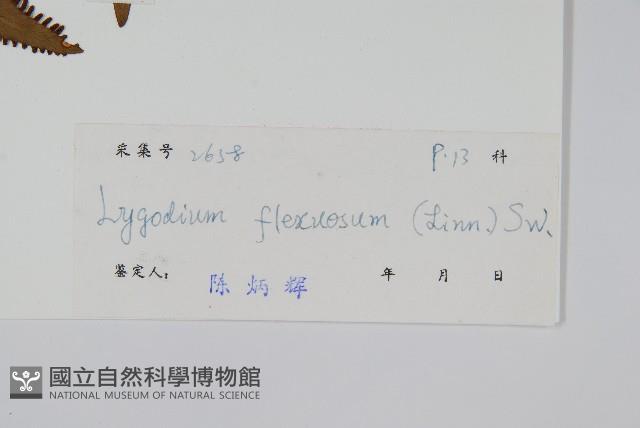 采集号 2658 P.13 科
Lygodium flexuosum (Linn.) Sw.
鉴定人： 陈炳辉 年 月 日
國立自然科學博物館
NATIONAL MUSEUM OF NATURAL SCIENCE